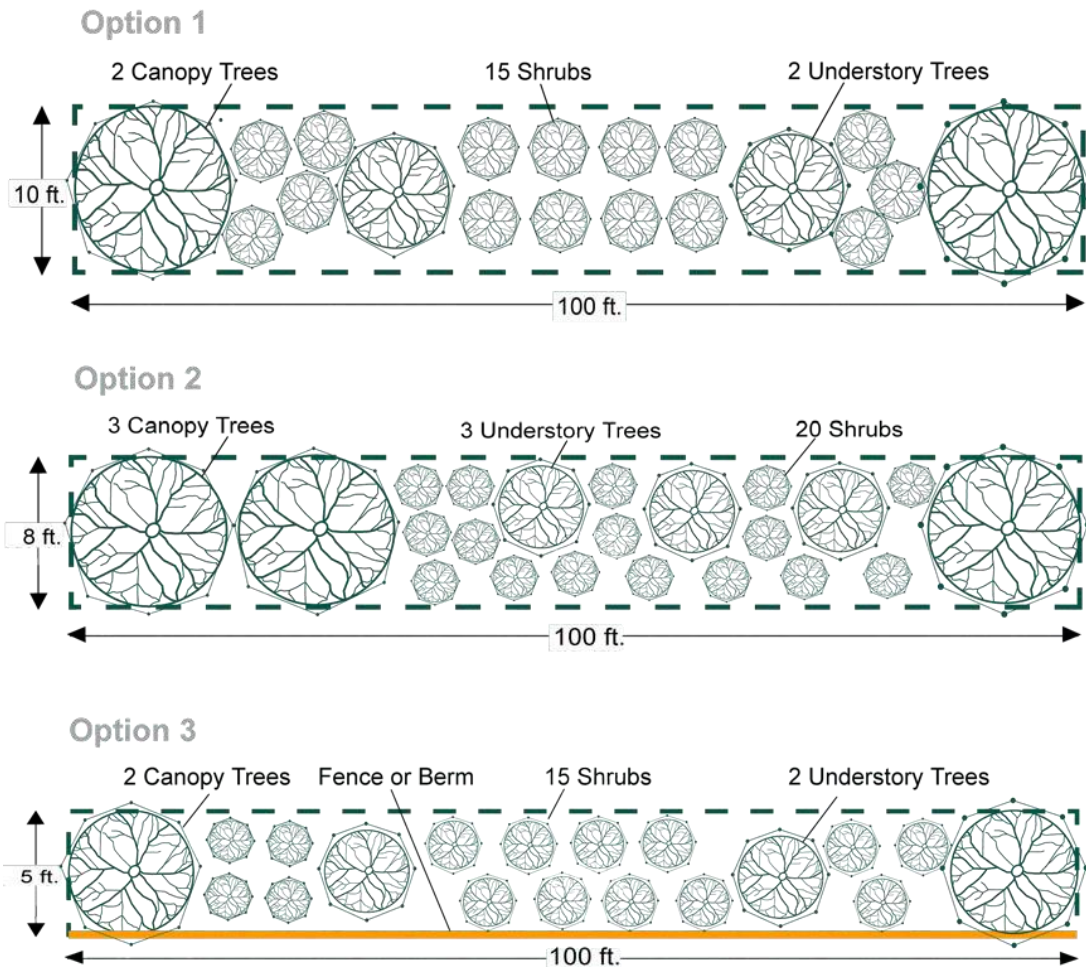 Option 1
2 Canopy Trees
15 Shrubs
2 Understory Trees
10 ft.
100 ft.
Option 2
3 Canopy Trees
3 Understory Trees
20 Shrubs
8 ft.
100 ft.
Option 3
2 Canopy Trees
Fence or Berm
15 Shrubs
2 Understory Trees
5 ft.
100 ft.